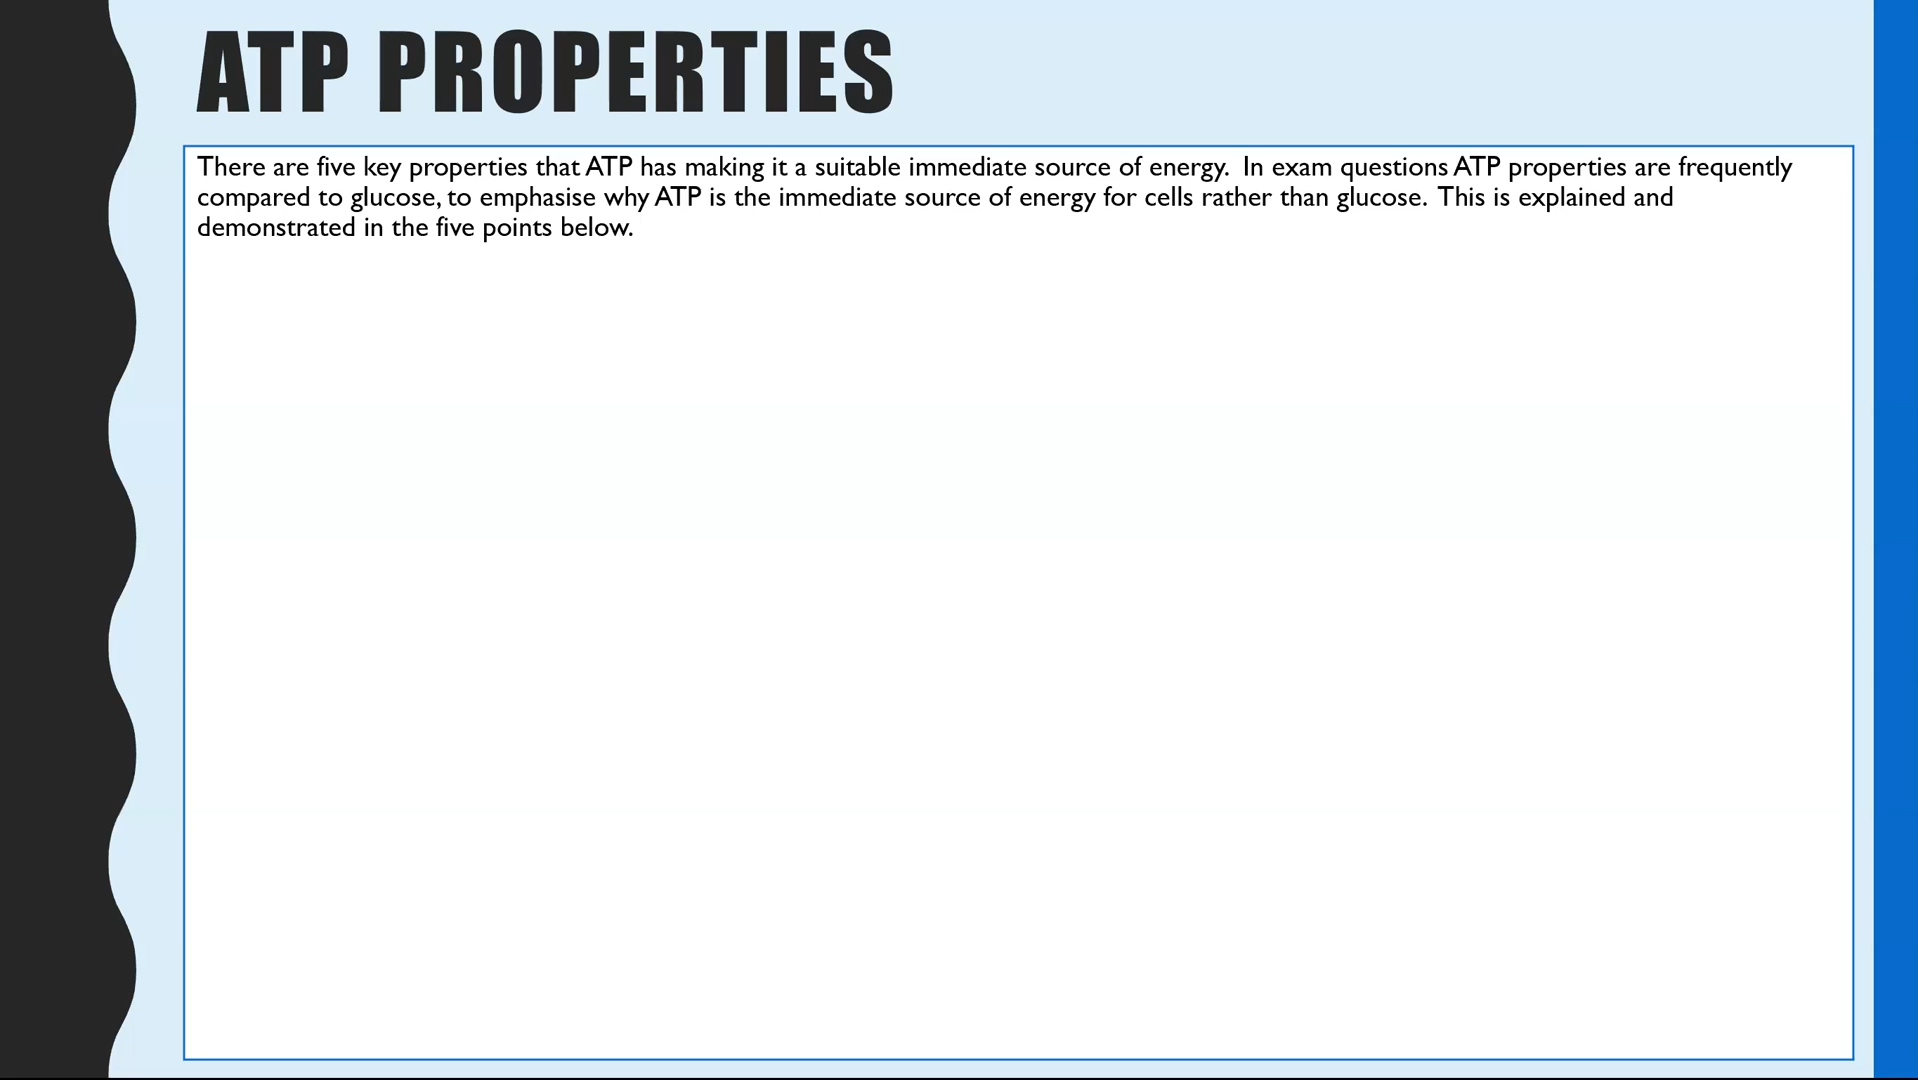 ATP PROPERTIES
There are five key properties that ATP has making it a suitable immediate source of energy.  In exam questions ATP properties are frequently
compared to glucose, to emphasise why ATP is the immediate source of energy for cells rather than glucose. This is explained and
demonstrated in the five points below.